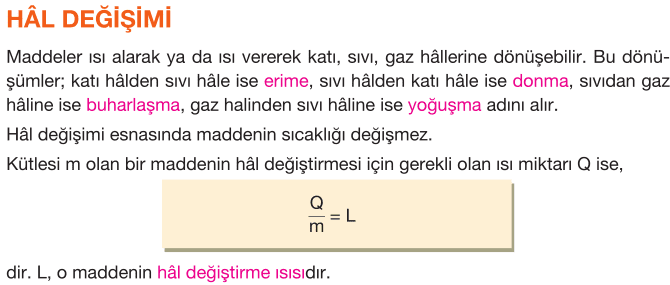 HÂL DEĞİŞİMİ
Maddeler ısı alarak ya da ısı vererek katı, sıvı, gaz hâllerine dönüşebilir. Bu dönü-
şümler; katı hâlden sıvı hâle ise erime, sıvı hâlden katı hâle ise donma, sıvıdan gaz
hâline ise buharlaşma, gaz halinden sıvı hâline ise yoğuşma adını alır.
Hâl değişimi esnasında maddenin sıcaklığı değişmez.
Kütlesi m olan bir maddenin hâl değiştirmesi için gerekli olan ısı miktarı Q ise,
Q
m = L
dir. L, o maddenin hâl değiştirme ısısıdır.